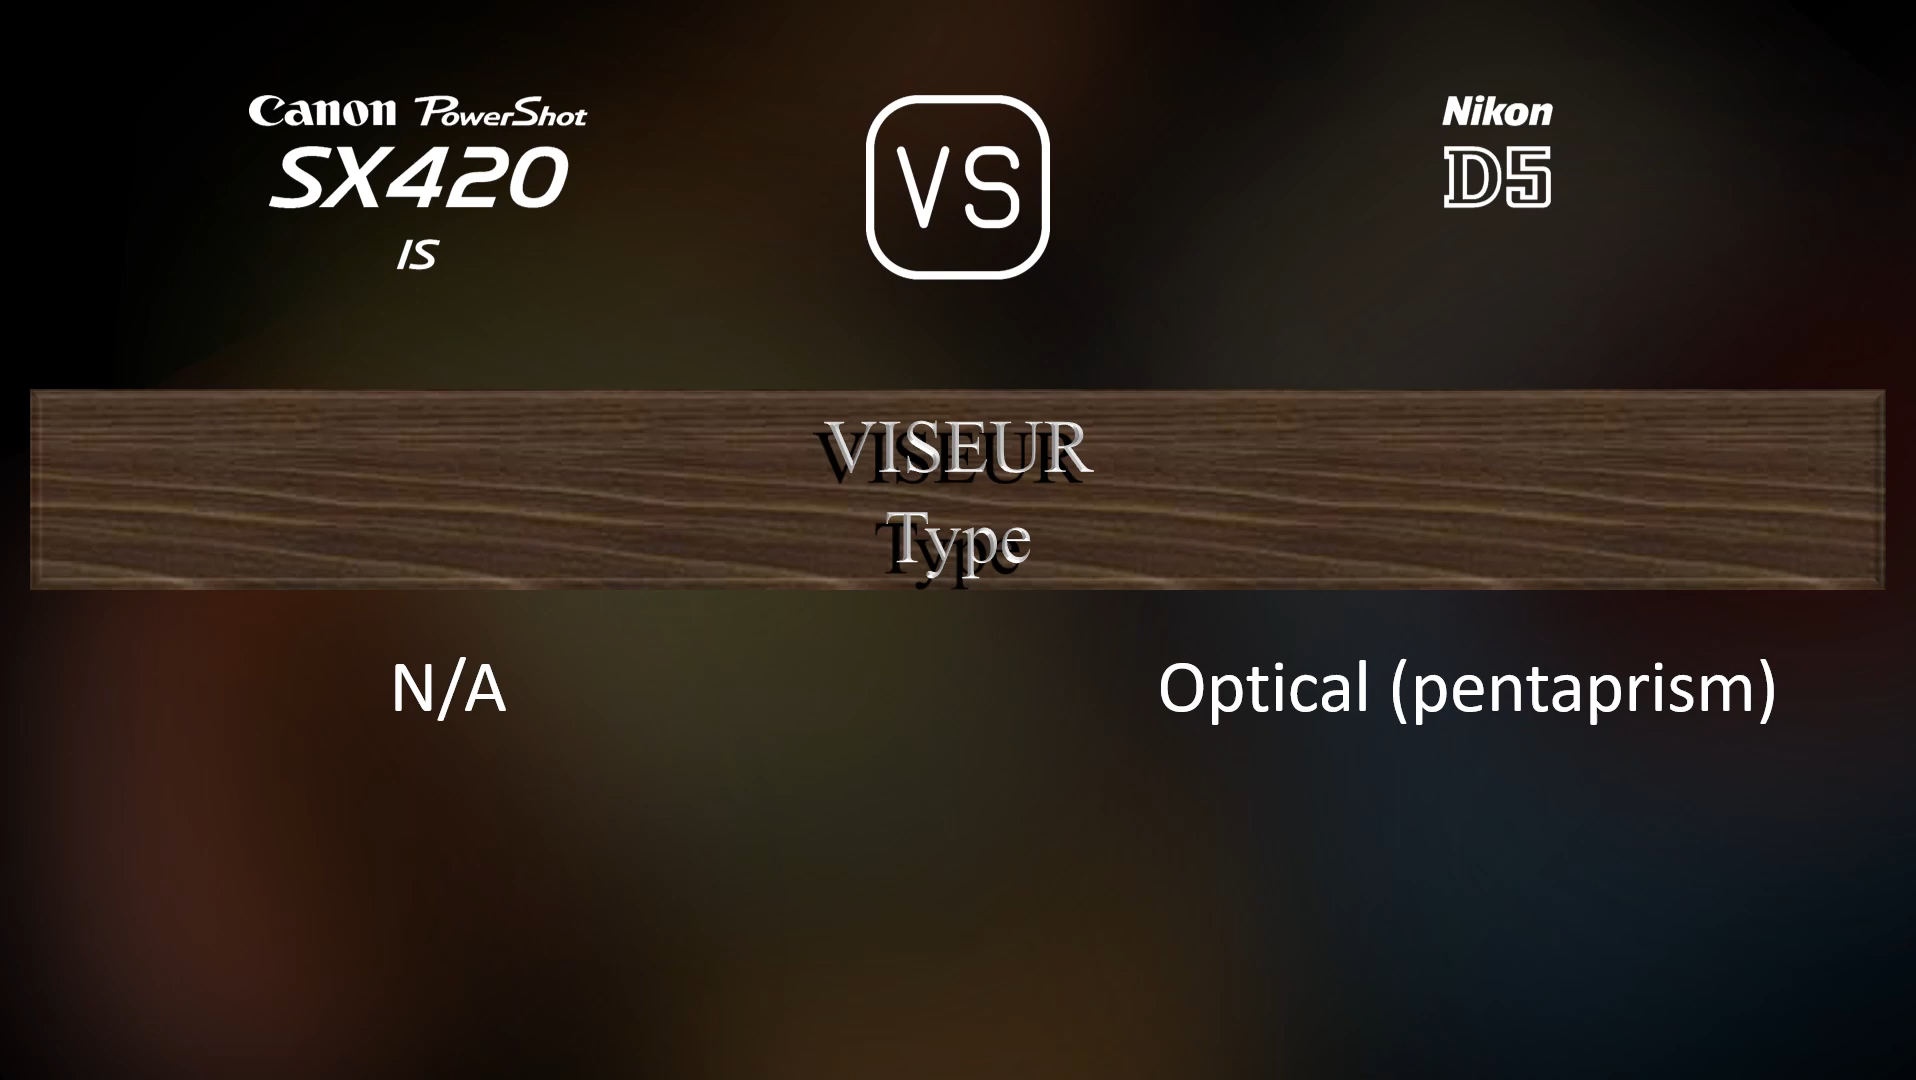 Canon PowerShot
SX420
IS
VS
Nikon
D5
VISEUR
Type
N/A
Optical (pentaprism)